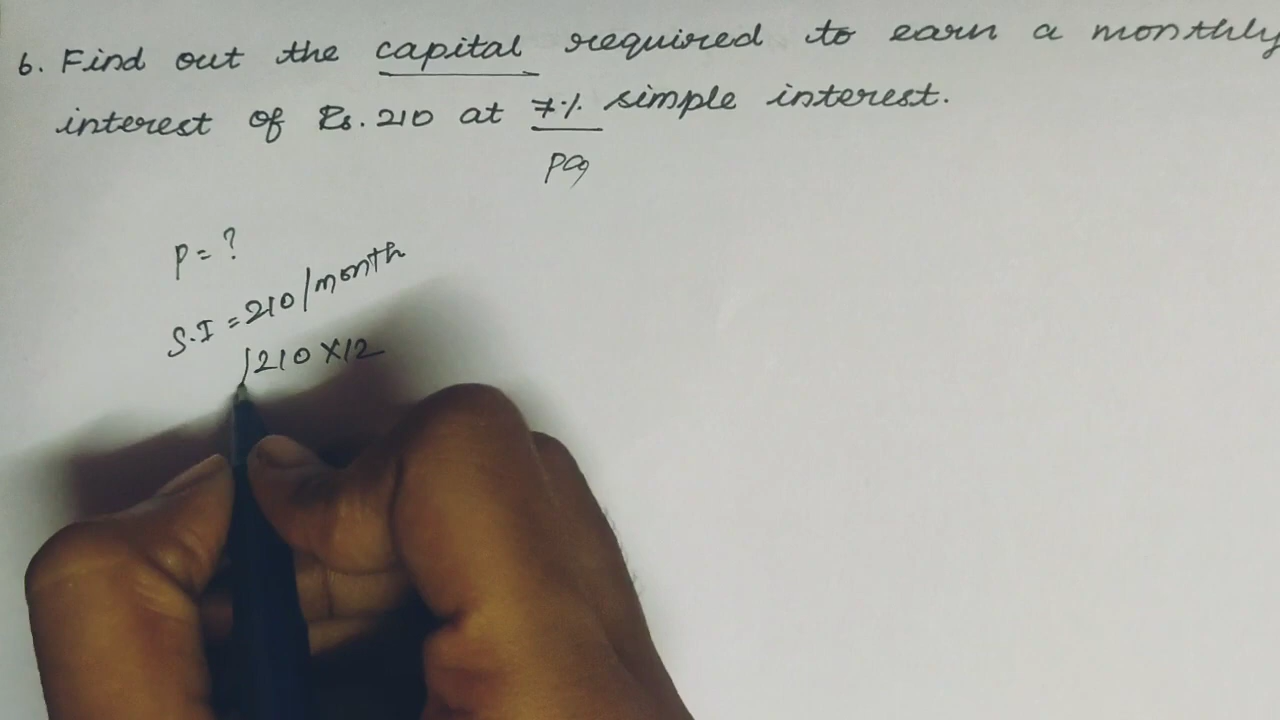 6. Find out the capital required to earn a monthly
interest of Rs. 210 at 7% simple interest.
pa
P = ?
S.I = 210/month
210 X12